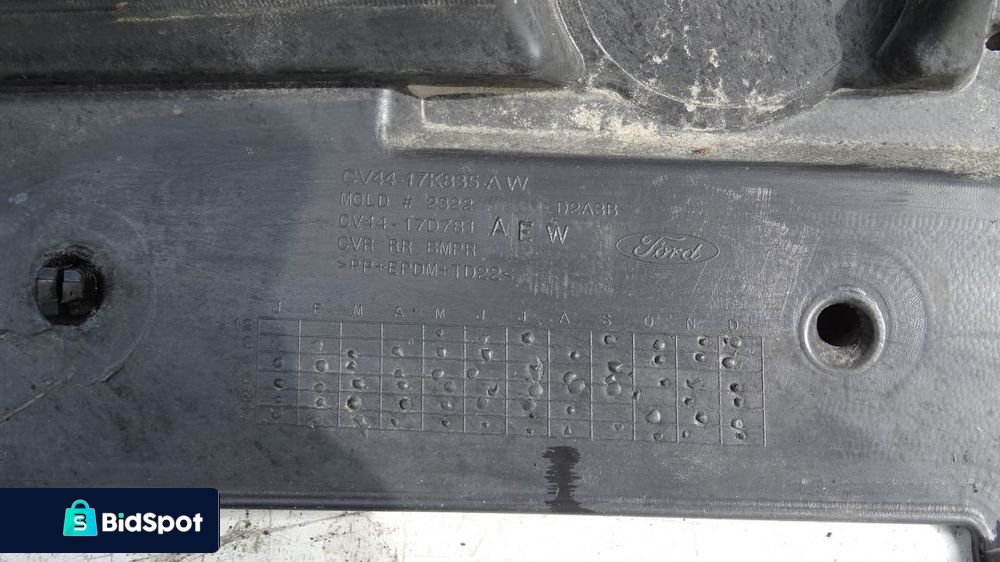 CV44-17K835-AW
MOLD # 2322 D2A3B
CV44-17D781 AEW
CVR RR BMPR
>PP+EPDM+TD22<
Ford
J F M A M J J A S O N D
BidSpot